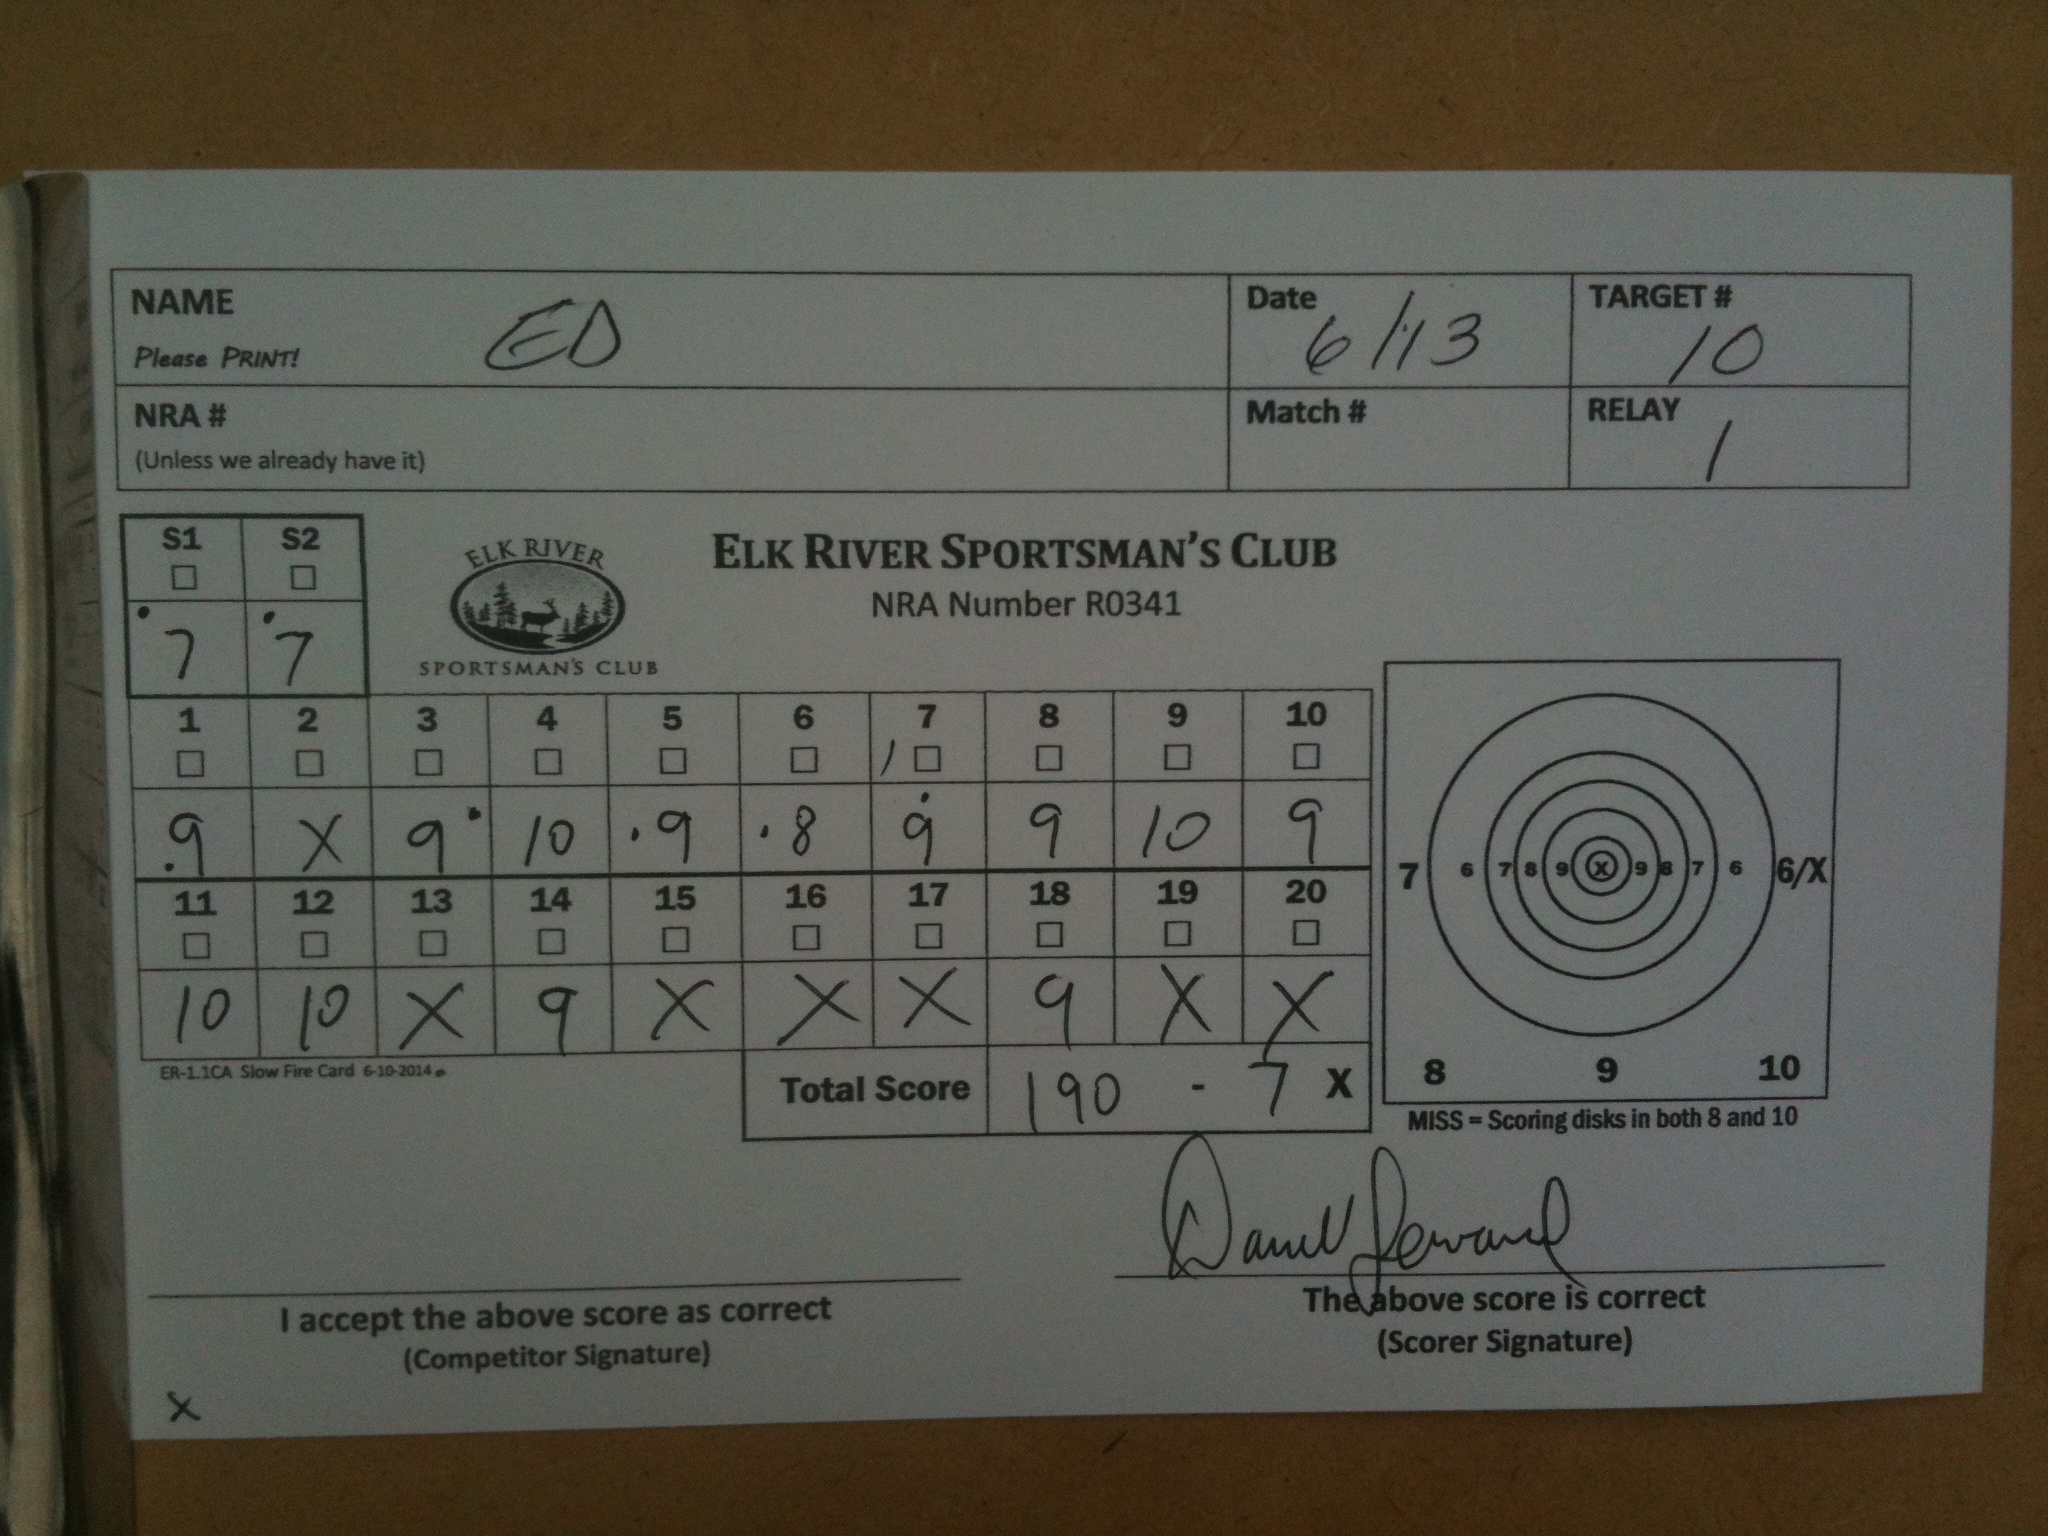 NAME ED Date 6/13 TARGET # 10
Please PRINT!
NRA # Match # RELAY 1
(Unless we already have it)
S1 S2
7 7
ELK RIVER
SPORTSMAN'S CLUB
ELK RIVER SPORTSMAN'S CLUB
NRA Number R0341
1 2 3 4 5 6 7 8 9 10
9 X 9 10 9 8 9 9 10 9
11 12 13 14 15 16 17 18 19 20
10 10 X 9 X X X 9 X X
7 6 7 8 9 X 9 8 7 6 6/X
8 9 10
MISS = Scoring disks in both 8 and 10
ER-1.1CA Slow Fire Card 6-10-2014
Total Score 190 - 7 X
I accept the above score as correct
(Competitor Signature)
The above score is correct
(Scorer Signature)
X